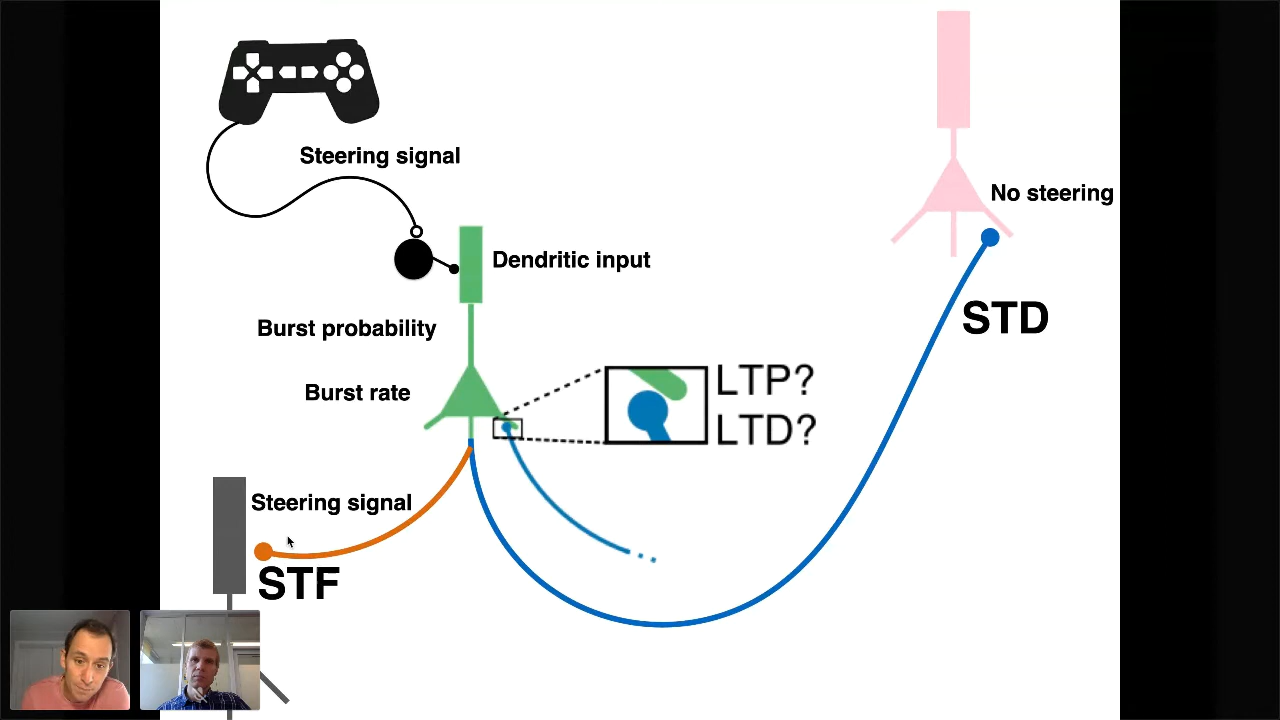 Steering signal
No steering
Dendritic input
Burst probability
STD
Burst rate
LTP?
LTD?
Steering signal
STF